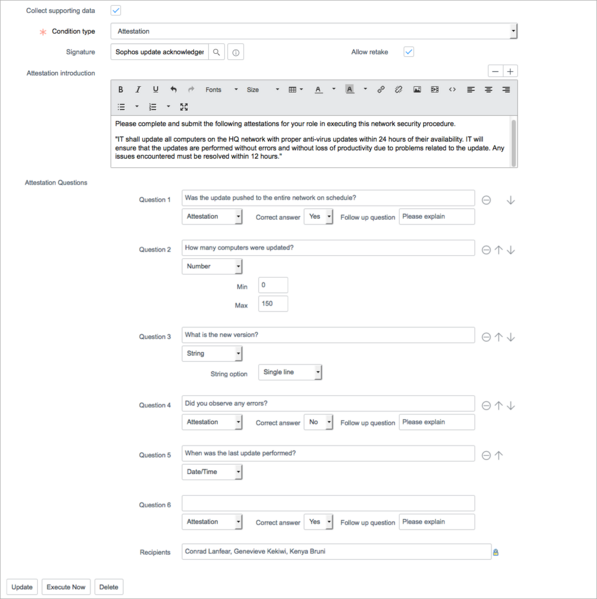 Collect supporting data
Condition type Attestation
Signature Sophos update acknowledger Allow retake
Attestation introduction
B I U Fonts Size A A
Please complete and submit the following attestations for your role in executing this network security procedure.
"IT shall update all computers on the HQ network with proper anti-virus updates within 24 hours of their availability. IT will
ensure that the updates are performed without errors and without loss of productivity due to problems related to the update. Any
issues encountered must be resolved within 12 hours."
Attestation Questions
Question 1 Was the update pushed to the entire network on schedule?
Attestation Correct answer Yes Follow up question Please explain
Question 2 How many computers were updated?
Number
Min 0
Max 150
Question 3 What is the new version?
String
String option Single line
Question 4 Did you observe any errors?
Attestation Correct answer No Follow up question Please explain
Question 5 When was the last update performed?
Date/Time
Question 6
Attestation Correct answer Yes Follow up question Please explain
Recipients Conrad Lanfear, Genevieve Kekiwi, Kenya Bruni
Update Execute Now Delete